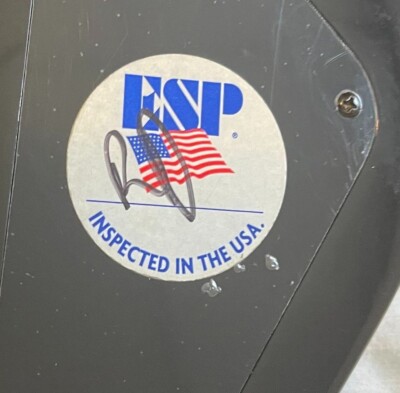 ESP®
INSPECTED IN THE USA.